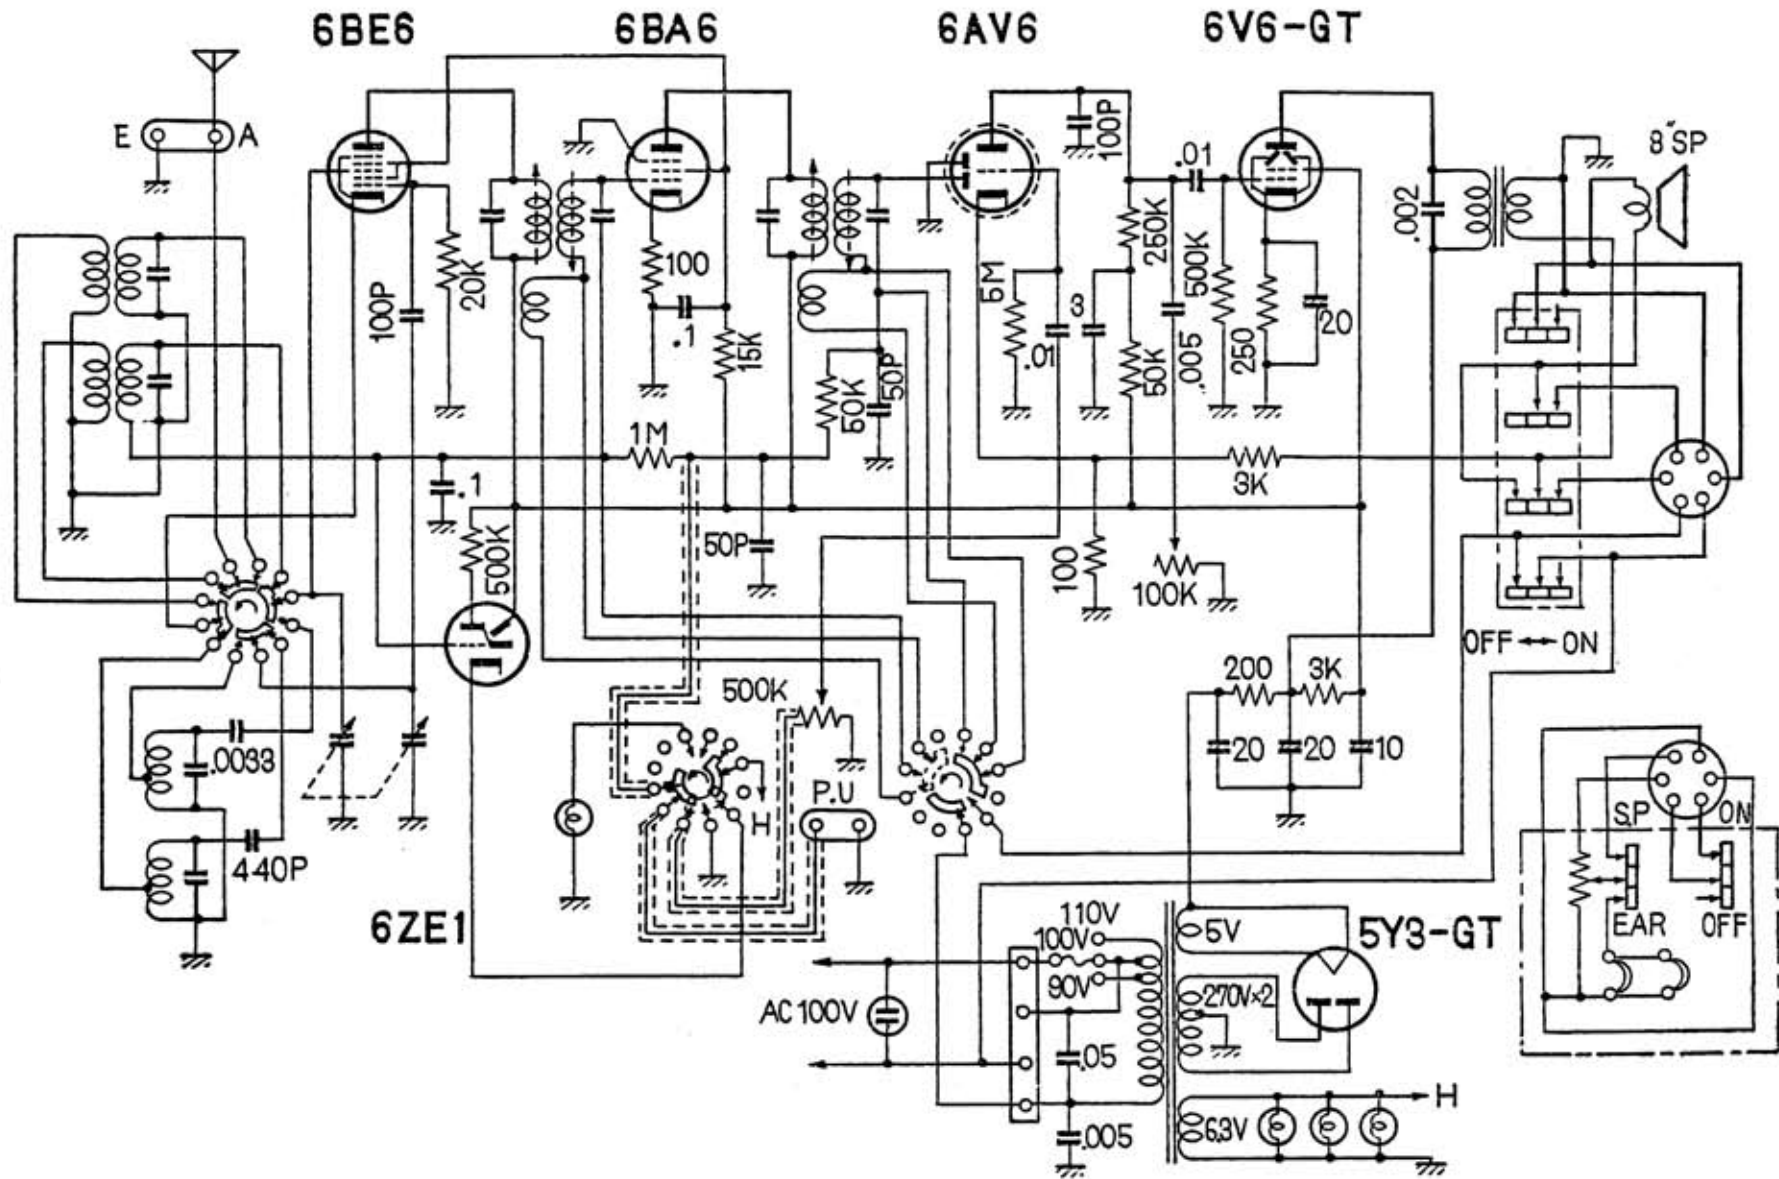 6BE6
6BA6
6AV6
6V6-GT
E
A
8"SP
100P
.01
.002
20K
100P
100
.1
15K
5M
.01
3
250K
500K
.005
50K
250
20
50K
50P
1M
.1
500K
50P
3K
100
100K
OFF ↔ ON
500K
200
3K
20
20
10
.0033
440P
P.U
H
SP
ON
EAR
OFF
6ZE1
110V
100V
90V
5V
5Y3-GT
AC 100V
270V×2
.05
.005
6.3V
H